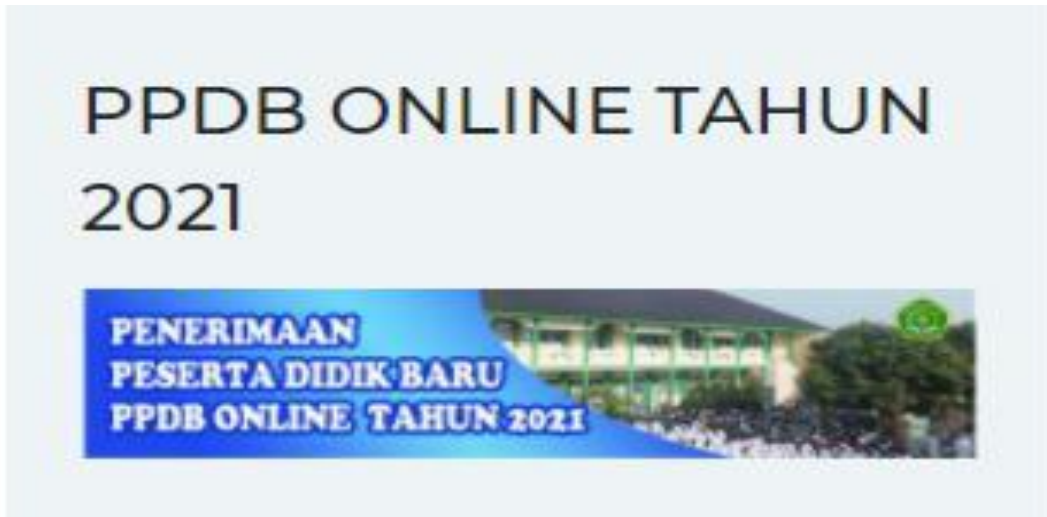 PPDB ONLINE TAHUN
2021
PENERIMAAN
PESERTA DIDIK BARU
PPDB ONLINE TAHUN 2021